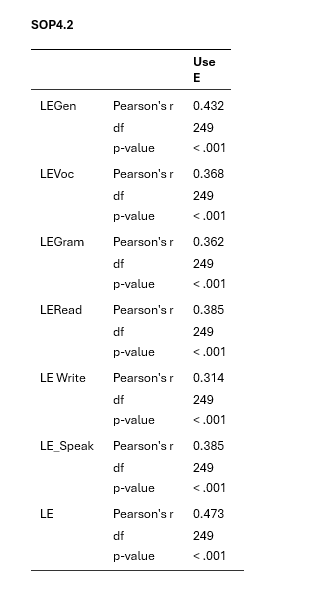 SOP4.2
Use
E
LEGen Pearson's r 0.432
df 249
p-value < .001
LEVoc Pearson's r 0.368
df 249
p-value < .001
LEGram Pearson's r 0.362
df 249
p-value < .001
LERead Pearson's r 0.385
df 249
p-value < .001
LE Write Pearson's r 0.314
df 249
p-value < .001
LE_Speak Pearson's r 0.385
df 249
p-value < .001
LE Pearson's r 0.473
df 249
p-value < .001